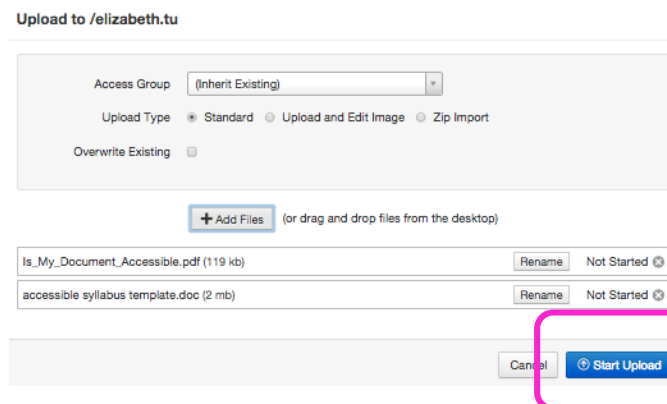 Upload to /elizabeth.tu
Access Group (Inherit Existing)
Upload Type Standard Upload and Edit Image Zip Import
Overwrite Existing
+ Add Files (or drag and drop files from the desktop)
Is_My_Document_Accessible.pdf (119 kb) Rename Not Started
accessible syllabus template.doc (2 mb) Rename Not Started
Cancel Start Upload